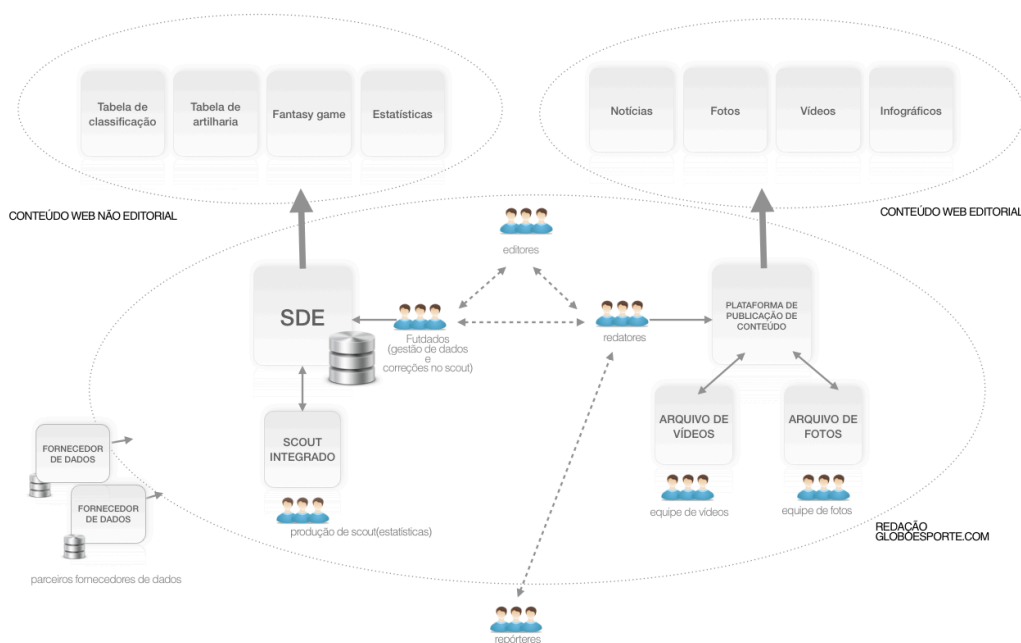 Tabela de
classificação
Tabela de
artilharia
Fantasy game
Estatísticas
Notícias
Fotos
Vídeos
Infográficos
CONTEÚDO WEB NÃO EDITORIAL
CONTEÚDO WEB EDITORIAL
editores
SDE
Futdados
(gestão de dados
e
correções no scout)
redatores
PLATAFORMA DE
PUBLICAÇÃO DE
CONTEÚDO
SCOUT
INTEGRADO
produção de scout(estatísticas)
ARQUIVO DE
VÍDEOS
equipe de vídeos
ARQUIVO DE
FOTOS
equipe de fotos
FORNECEDOR
DE DADOS
FORNECEDOR
DE DADOS
parceiros fornecedores de dados
REDAÇÃO
GLOBOESPORTE.COM
repórteres